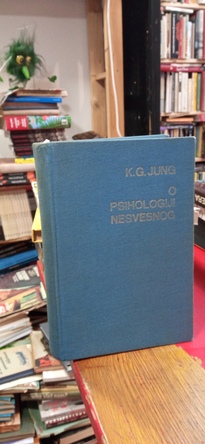 K.G. JUNG
O
PSIHOLOGIJI
NESVESNOG